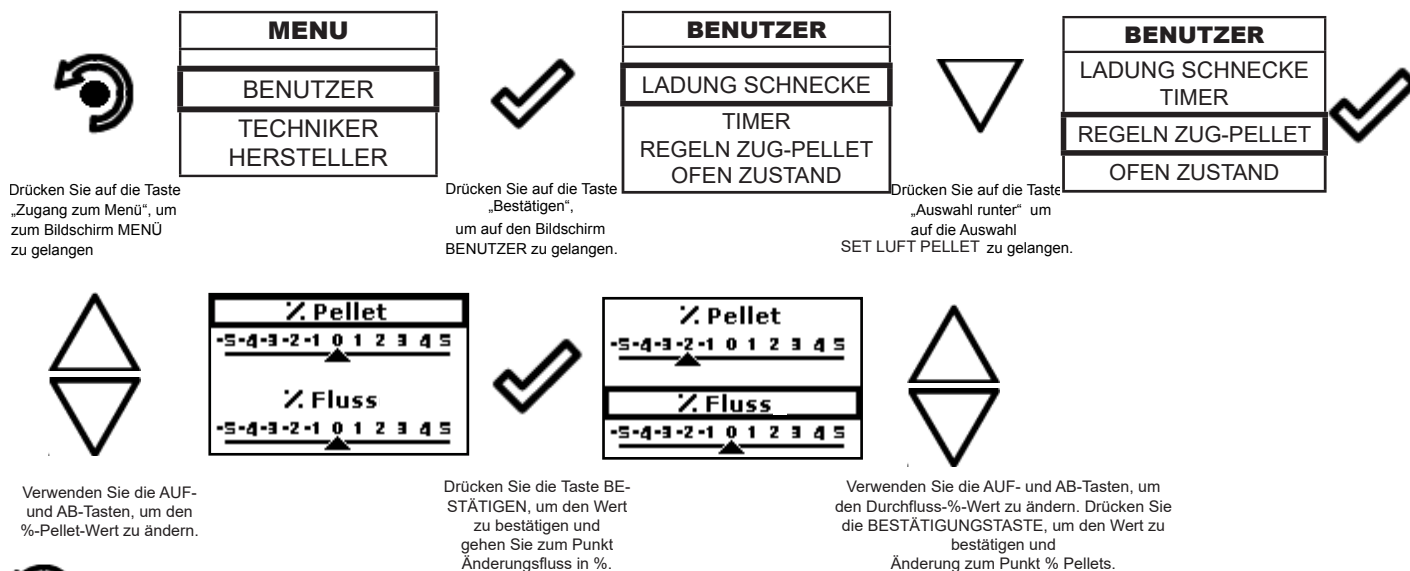 MENU
BENUTZER
TECHNIKER
HERSTELLER
Drücken Sie auf die Taste
„Zugang zum Menü“, um
zum Bildschirm MENÜ
zu gelangen
BENUTZER
LADUNG SCHNECKE
TIMER
REGELN ZUG-PELLET
OFEN ZUSTAND
Drücken Sie auf die Taste
„Bestätigen”,
um auf den Bildschirm
BENUTZER zu gelangen.
BENUTZER
LADUNG SCHNECKE
TIMER
REGELN ZUG-PELLET
OFEN ZUSTAND
Drücken Sie auf die Taste
„Auswahl runter“ um
auf die Auswahl
SET LUFT PELLET zu gelangen.
% Pellet
-5-4-3-2-1 0 1 2 3 4 5
% Fluss
-5-4-3-2-1 0 1 2 3 4 5
% Pellet
-5-4-3-2-1 0 1 2 3 4 5
% Fluss
-5-4-3-2-1 0 1 2 3 4 5
Verwenden Sie die AUF-
und AB-Tasten, um den
%-Pellet-Wert zu ändern.
Drücken Sie die Taste BE-
STÄTIGEN, um den Wert
zu bestätigen und
gehen Sie zum Punkt
Änderungsfluss in %.
Verwenden Sie die AUF- und AB-Tasten, um
den Durchfluss-%-Wert zu ändern. Drücken Sie
die BESTÄTIGUNGSTASTE, um den Wert zu
bestätigen und
Änderung zum Punkt % Pellets.